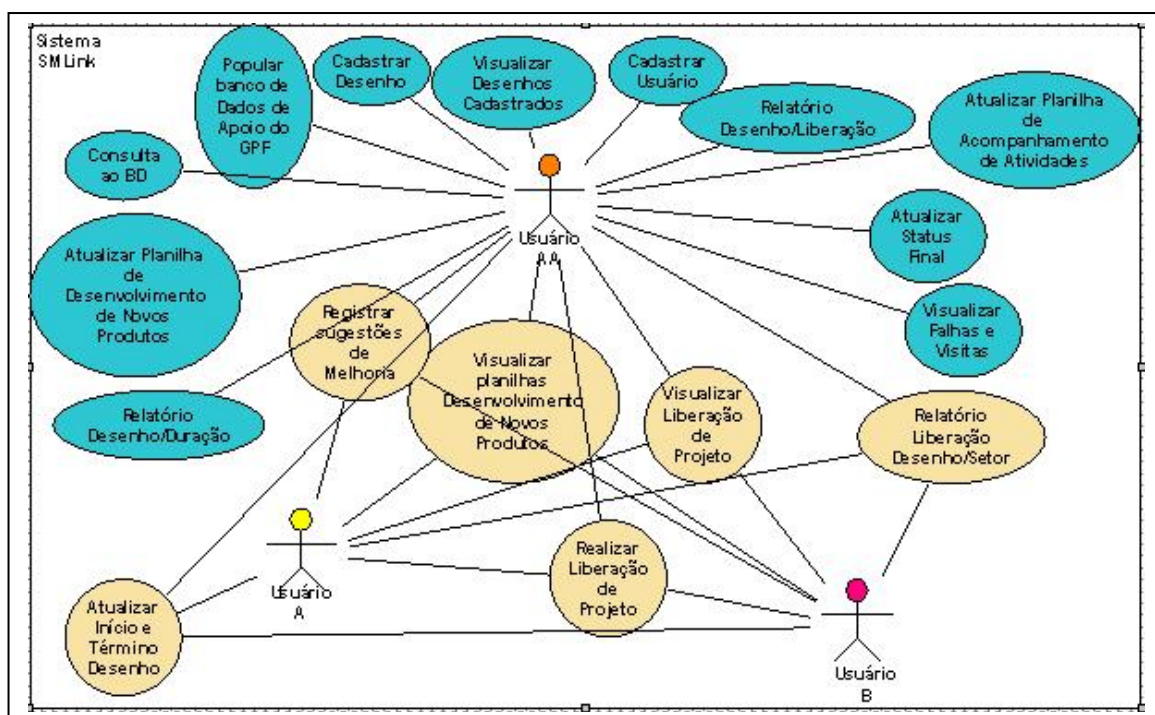 Sistema
SMLink
Popular
banco de
Dados de
Apoio do
GPF
Cadastrar
Desenho
Visualizar
Desenhos
Cadastrados
Cadastrar
Usuário
Relatório
Desenho/Liberação
Atualizar Planilha
de
Acompanhamento
de Atividades
Consulta
ao BD
Usuário
AA
Atualizar
Status
Final
Atualizar Planilha
de
Desenvolvimento
de Novos
Produtos
Registrar
sugestões
de
Melhoria
Visualizar
Falhas e
Visitas
Visualizar
planilhas
Desenvolvimento
de Novos
Produtos
Visualizar
Liberação
de
Projeto
Relatório
Liberação
Desenho/Setor
Relatório
Desenho/Duração
Usuário
A
Realizar
Liberação
de
Projeto
Atualizar
Início e
Término
Desenho
Usuário
B